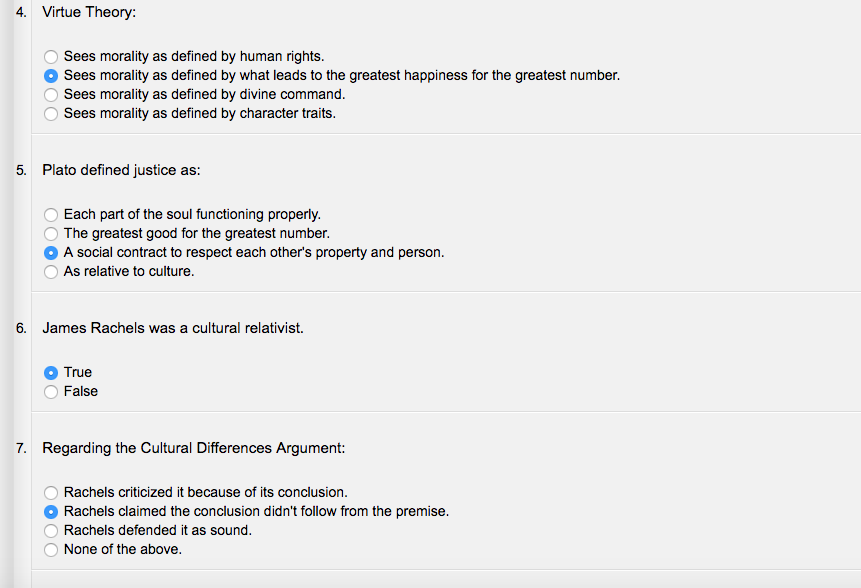 4. Virtue Theory:
Sees morality as defined by human rights.
Sees morality as defined by what leads to the greatest happiness for the greatest number.
Sees morality as defined by divine command.
Sees morality as defined by character traits.
5. Plato defined justice as:
Each part of the soul functioning properly.
The greatest good for the greatest number.
A social contract to respect each other's property and person.
As relative to culture.
6. James Rachels was a cultural relativist.
True
False
7. Regarding the Cultural Differences Argument:
Rachels criticized it because of its conclusion.
Rachels claimed the conclusion didn't follow from the premise.
Rachels defended it as sound.
None of the above.